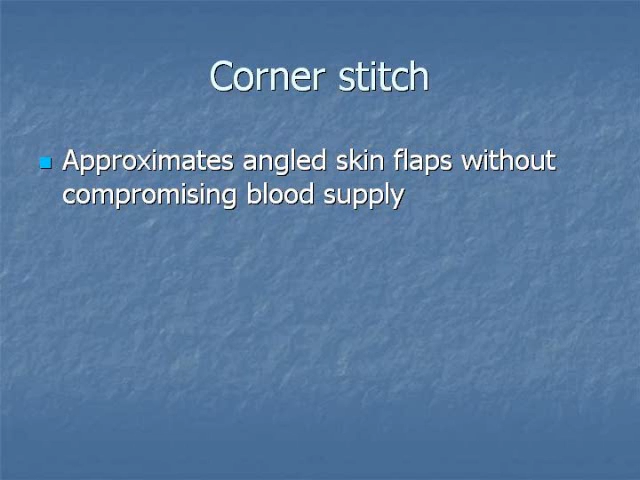 Corner stitch
Approximates angled skin flaps without
compromising blood supply